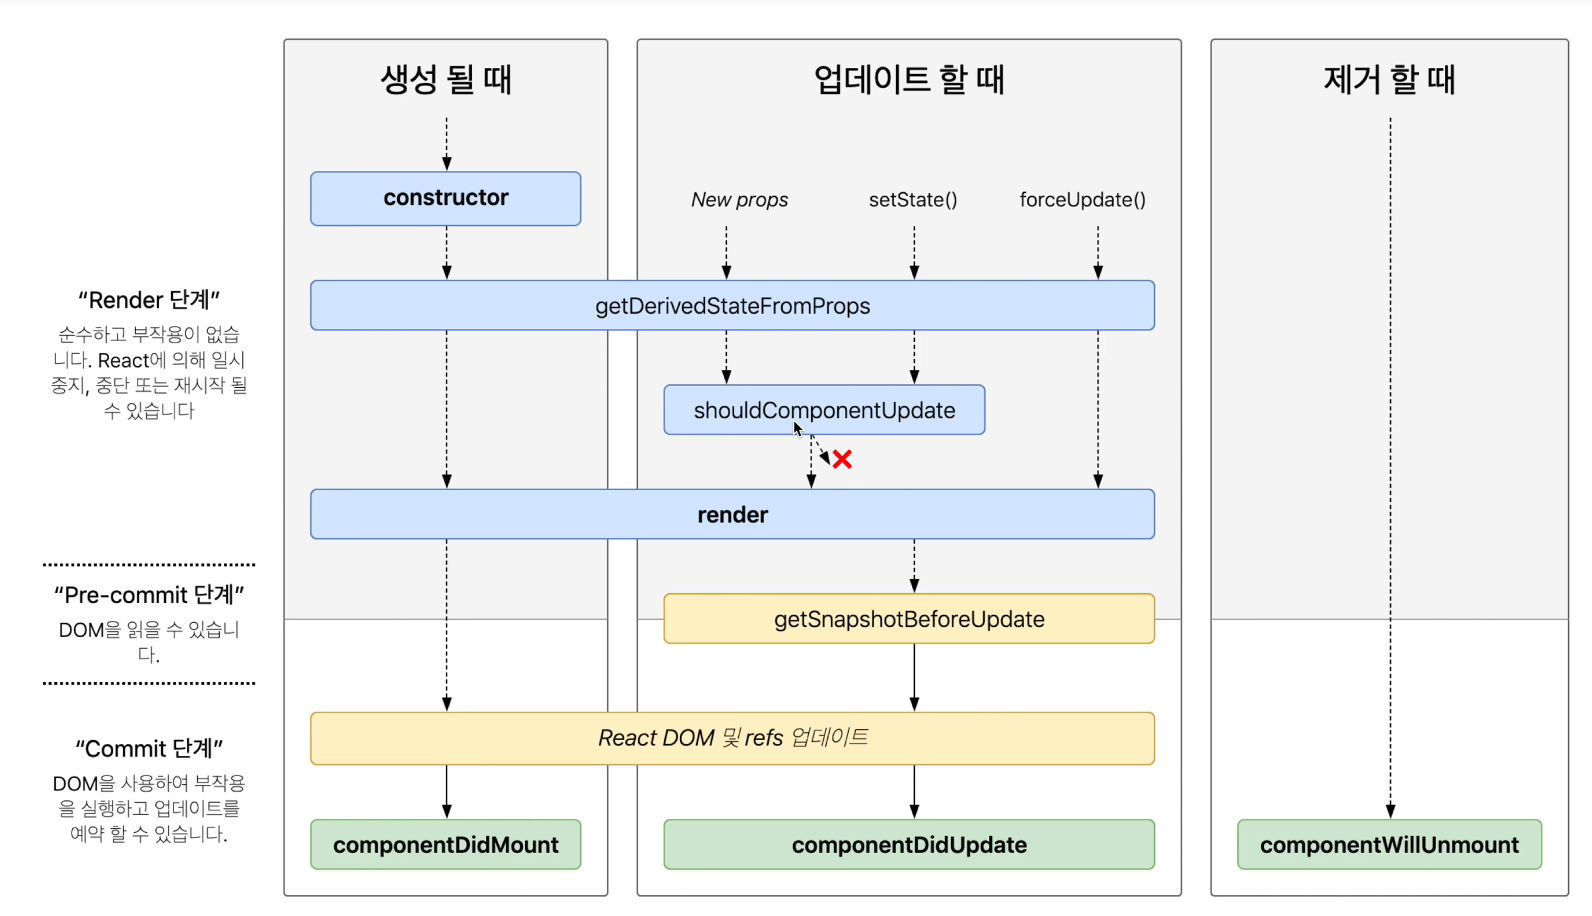 생성 될 때
업데이트 할 때
제거 할 때
constructor
New props
setState()
forceUpdate()
“Render 단계”
순수하고 부작용이 없습
니다. React에 의해 일시
중지, 중단 또는 재시작 될
수 있습니다
getDerivedStateFromProps
shouldComponentUpdate
render
“Pre-commit 단계”
DOM을 읽을 수 있습니
다.
getSnapshotBeforeUpdate
“Commit 단계”
DOM을 사용하여 부작용
을 실행하고 업데이트를
예약 할 수 있습니다.
React DOM 및 refs 업데이트
componentDidMount
componentDidUpdate
componentWillUnmount